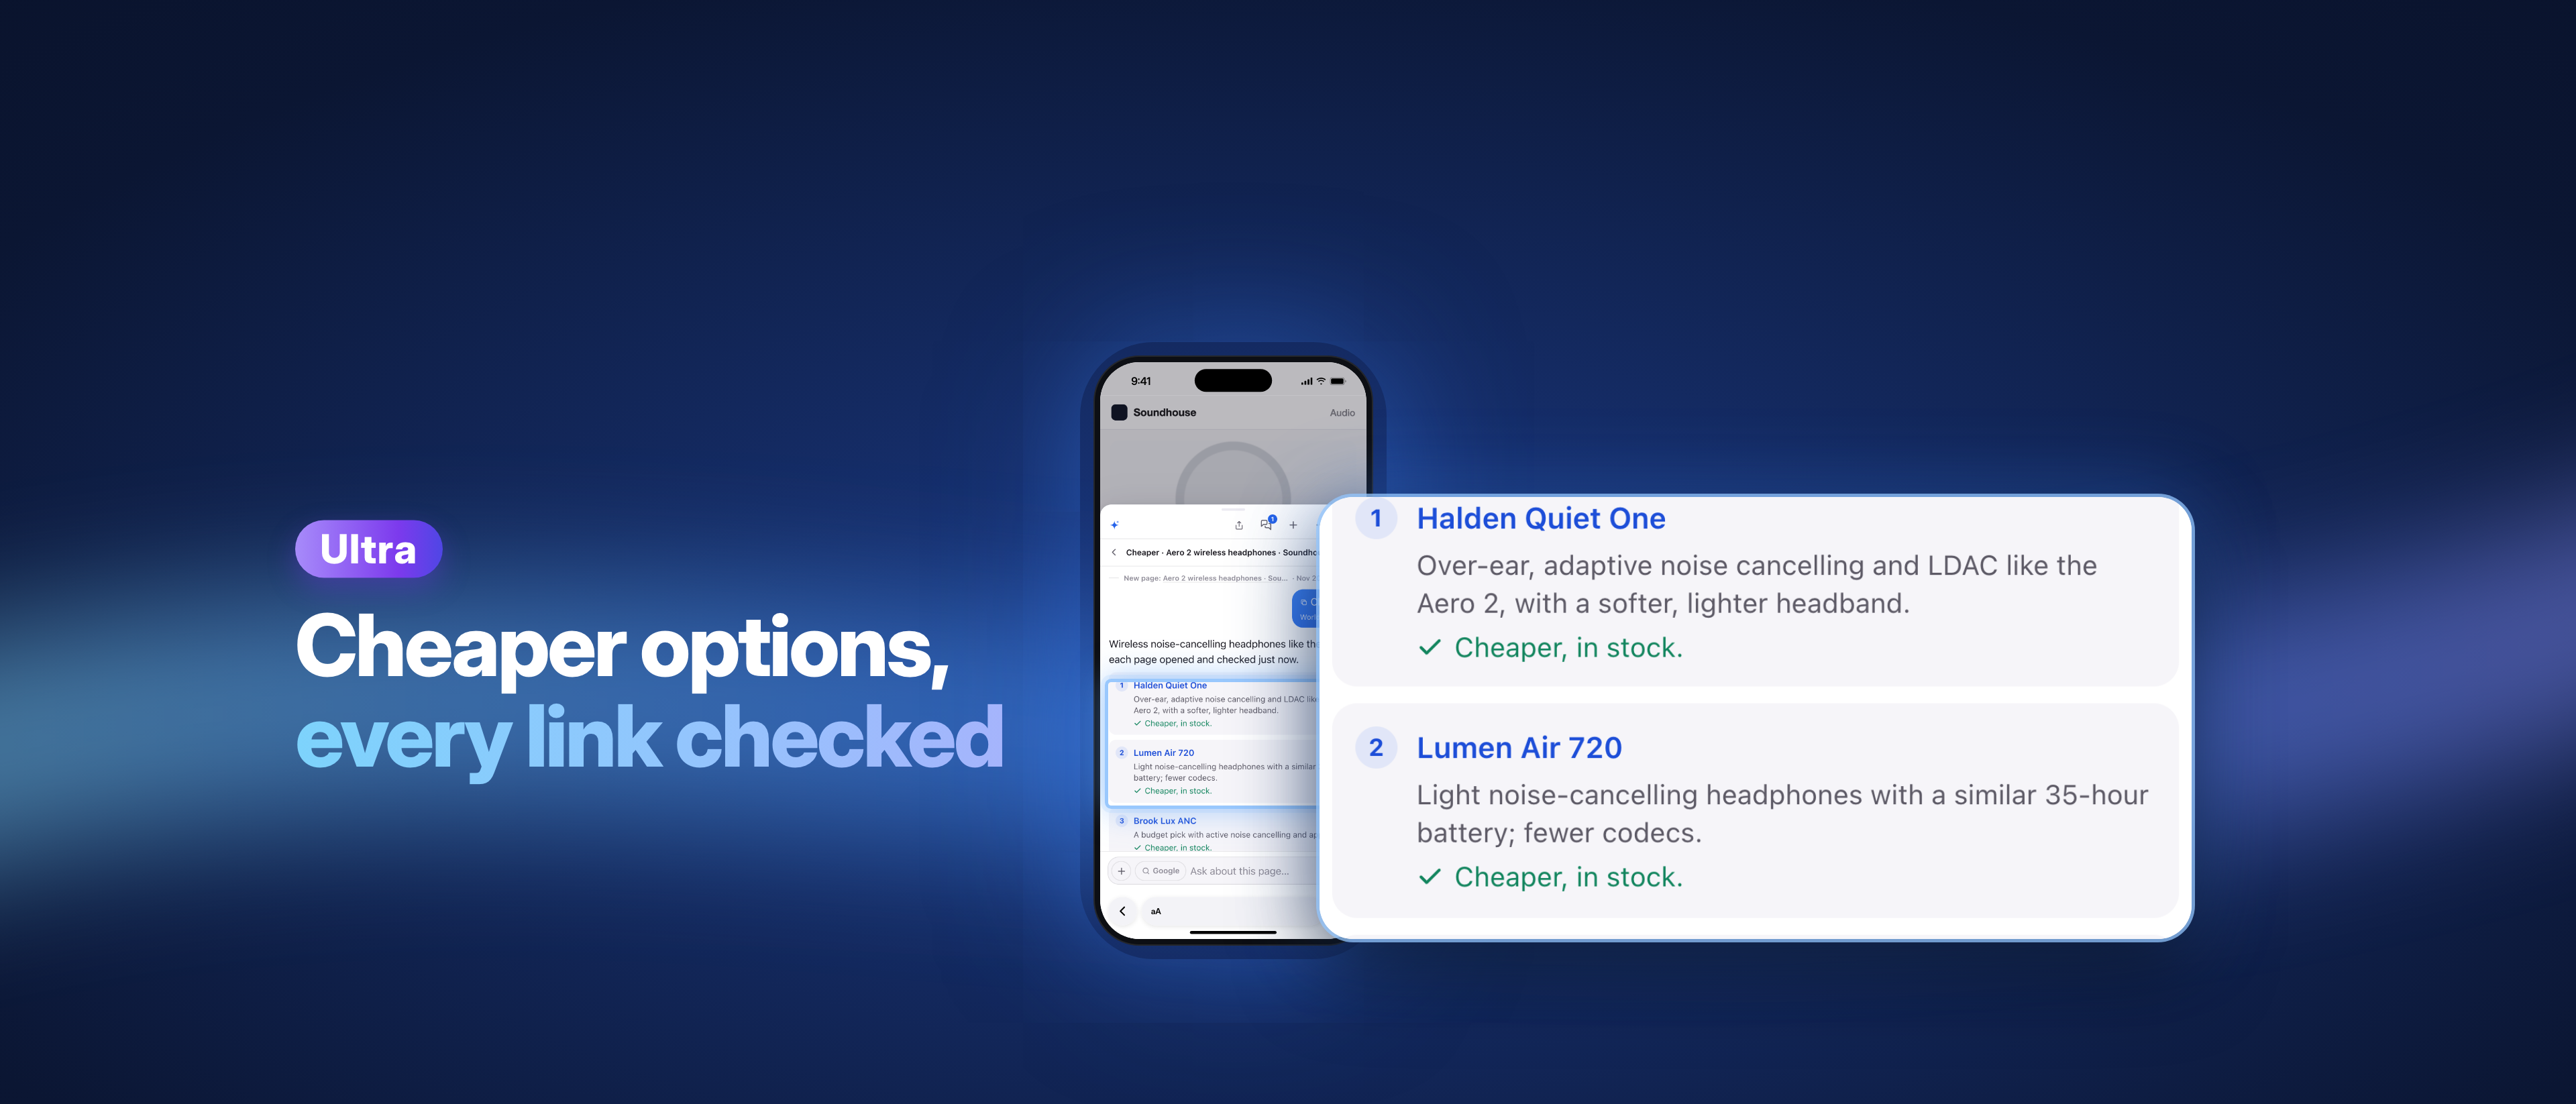 Ultra
Cheaper options,
every link checked
9:41
Soundhouse
Audio
Cheaper · Aero 2 wireless headphones · Soundho
New page: Aero 2 wireless headphones · Sou... · Nov 2
Wireless noise-cancelling headphones like th
each page opened and checked just now.
1 Halden Quiet One
Over-ear, adaptive noise cancelling and LDAC like
Aero 2, with a softer, lighter headband.
✓ Cheaper, in stock.
2 Lumen Air 720
Light noise-cancelling headphones with a similar
battery; fewer codecs.
✓ Cheaper, in stock.
3 Brook Lux ANC
A budget pick with active noise cancelling and ap
✓ Cheaper, in stock.
Google Ask about this page...
aA
1 Halden Quiet One
Over-ear, adaptive noise cancelling and LDAC like the
Aero 2, with a softer, lighter headband.
✓ Cheaper, in stock.
2 Lumen Air 720
Light noise-cancelling headphones with a similar 35-hour
battery; fewer codecs.
✓ Cheaper, in stock.